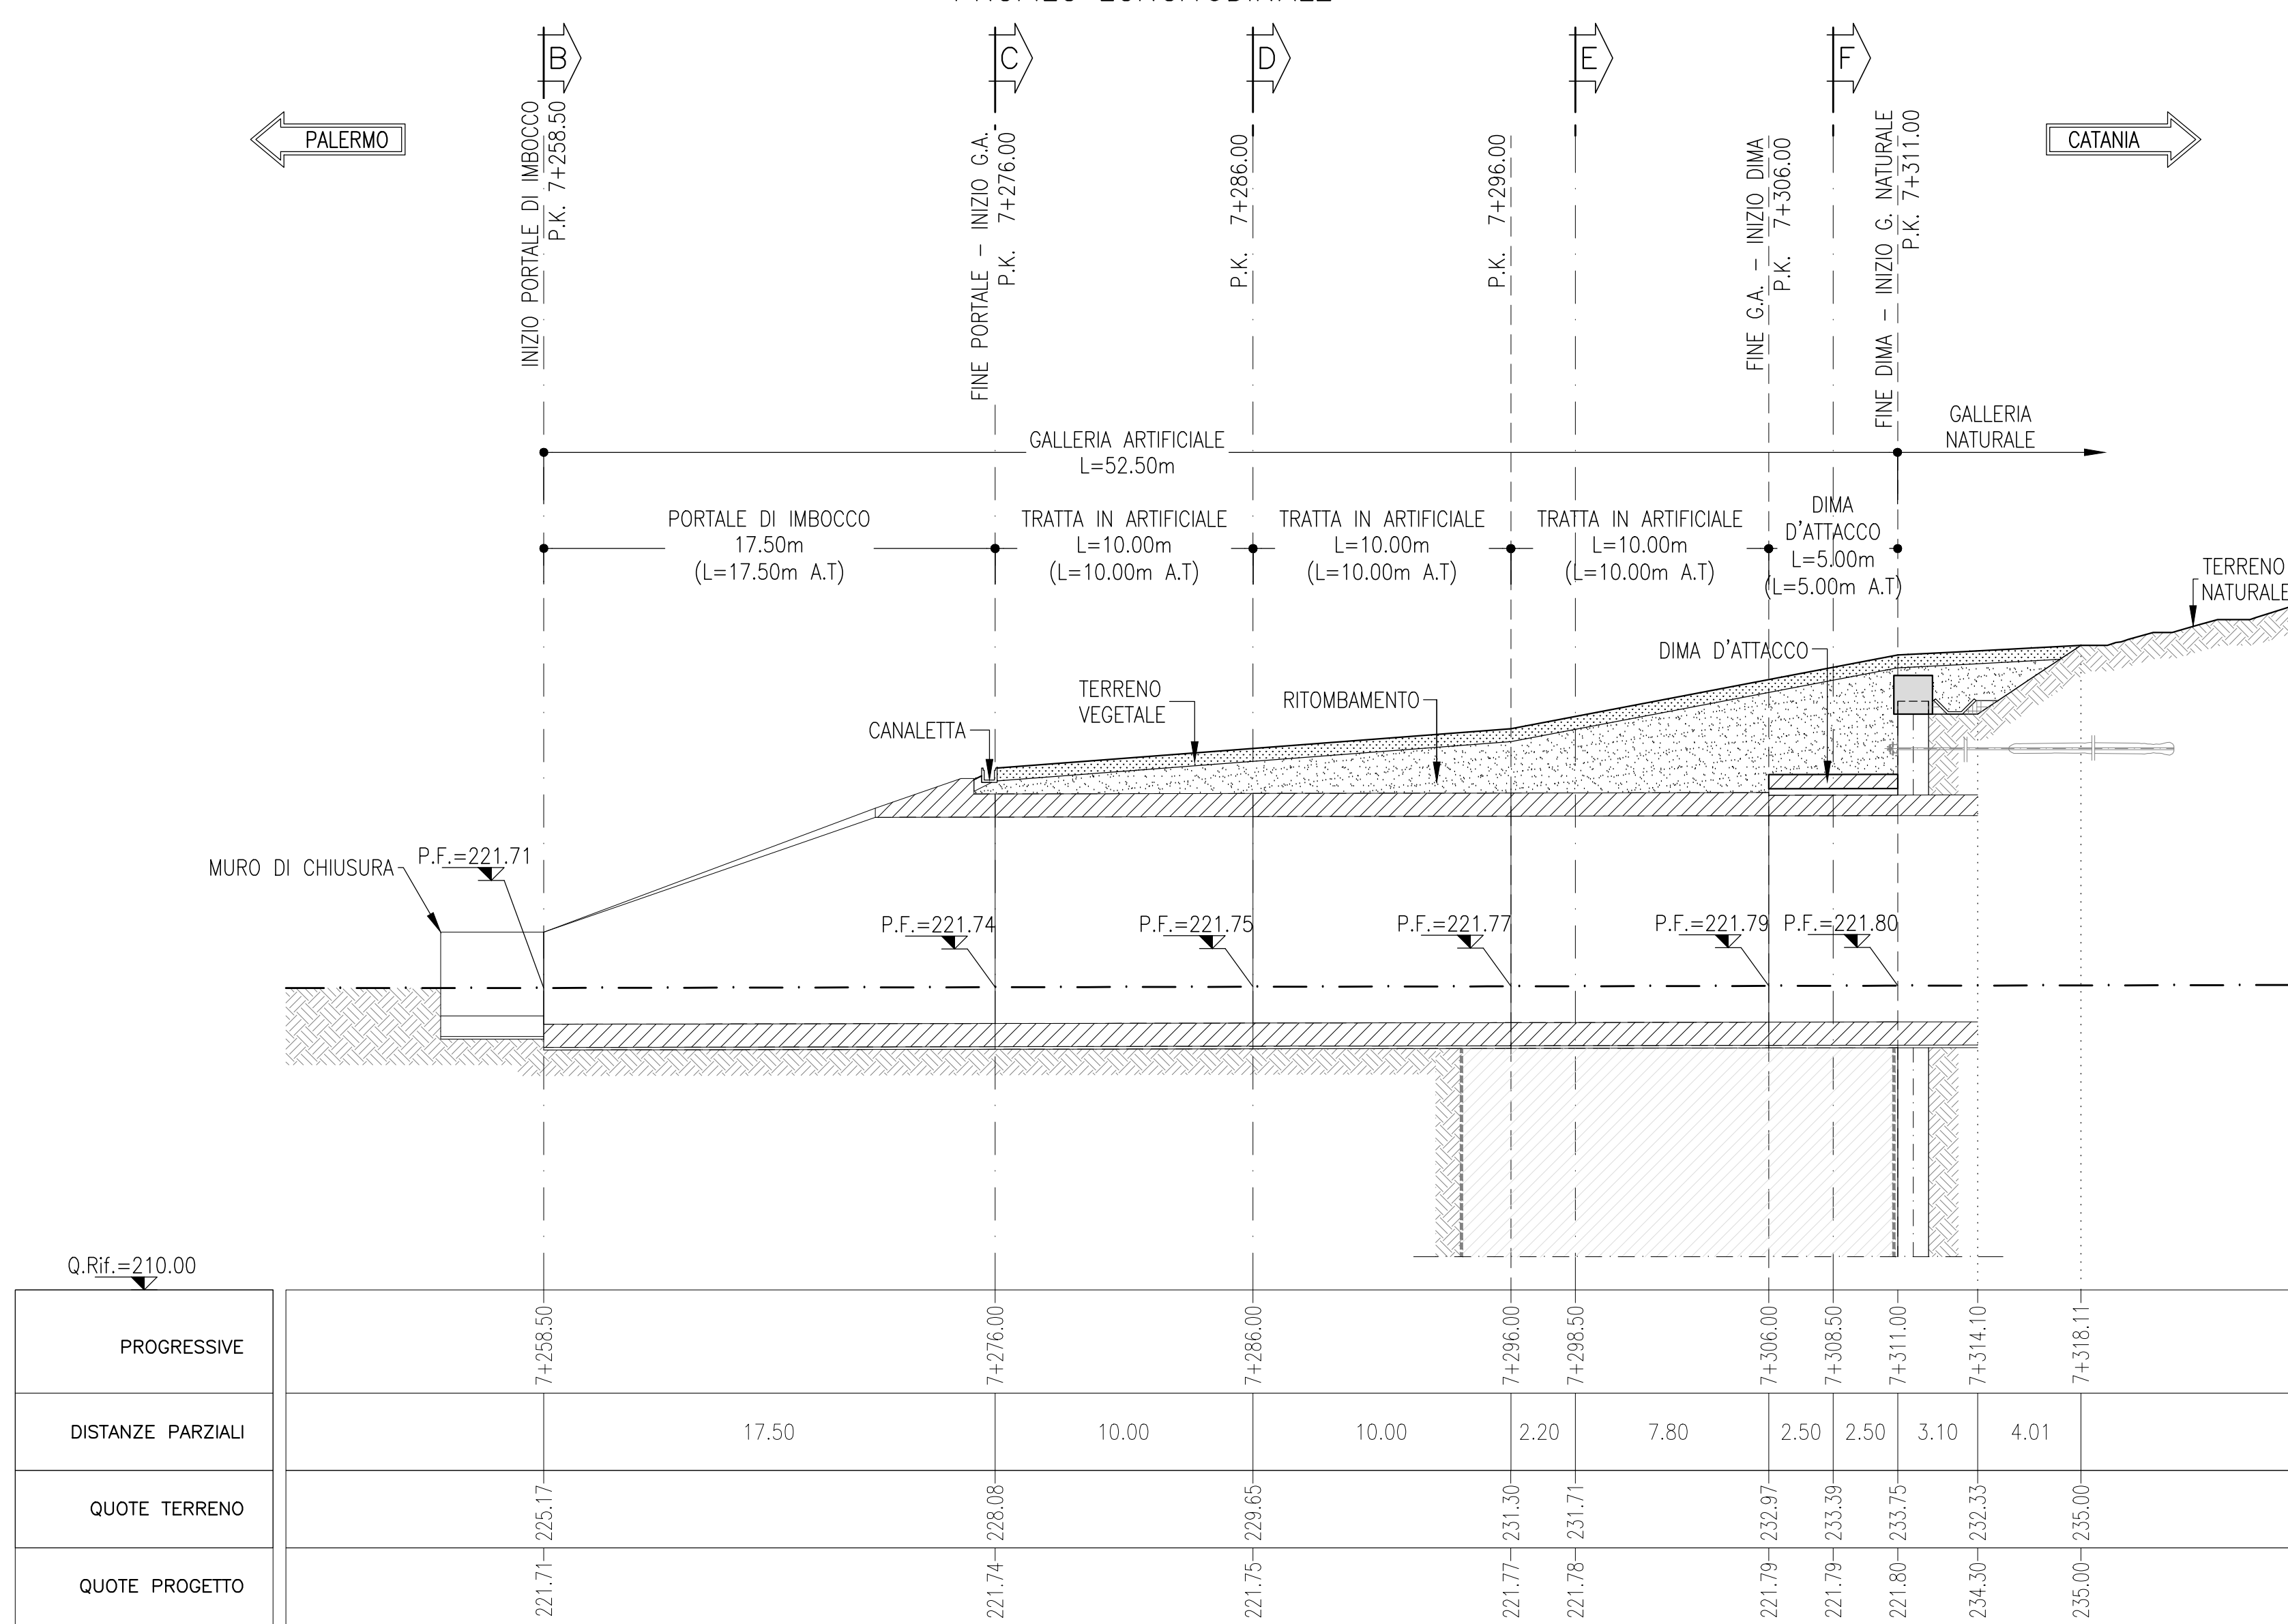 B
C
D
E
F
PALERMO
CATANIA
INIZIO PORTALE DI IMBOCCO
P.K. 7+258.50
FINE PORTALE - INIZIO G.A.
P.K. 7+276.00
P.K. 7+286.00
P.K. 7+296.00
FINE G.A. - INIZIO DIMA
P.K. 7+306.00
FINE DIMA - INIZIO G. NATURALE
P.K. 7+311.00
GALLERIA ARTIFICIALE
L=52.50m
GALLERIA
NATURALE
PORTALE DI IMBOCCO
17.50m
(L=17.50m A.T)
TRATTA IN ARTIFICIALE
L=10.00m
(L=10.00m A.T)
TRATTA IN ARTIFICIALE
L=10.00m
(L=10.00m A.T)
TRATTA IN ARTIFICIALE
L=10.00m
(L=10.00m A.T)
DIMA
D'ATTACCO
L=5.00m
(L=5.00m A.T)
TERRENO
NATURALE
DIMA D'ATTACCO
TERRENO
VEGETALE
RITOMBAMENTO
CANALETTA
MURO DI CHIUSURA
P.F.=221.71
P.F.=221.74
P.F.=221.75
P.F.=221.77
P.F.=221.79
P.F.=221.80
Q.Rif.=210.00
PROGRESSIVE
7+258.50
7+276.00
7+286.00
7+296.00
7+298.50
7+306.00
7+308.50
7+311.00
7+314.10
7+318.11
DISTANZE PARZIALI
17.50
10.00
10.00
2.20
7.80
2.50
2.50
3.10
4.01
QUOTE TERRENO
225.17
228.08
229.65
231.30
231.71
232.97
233.39
233.75
232.33
235.00
QUOTE PROGETTO
221.71
221.74
221.75
221.77
221.78
221.79
221.79
221.80
234.30
235.00